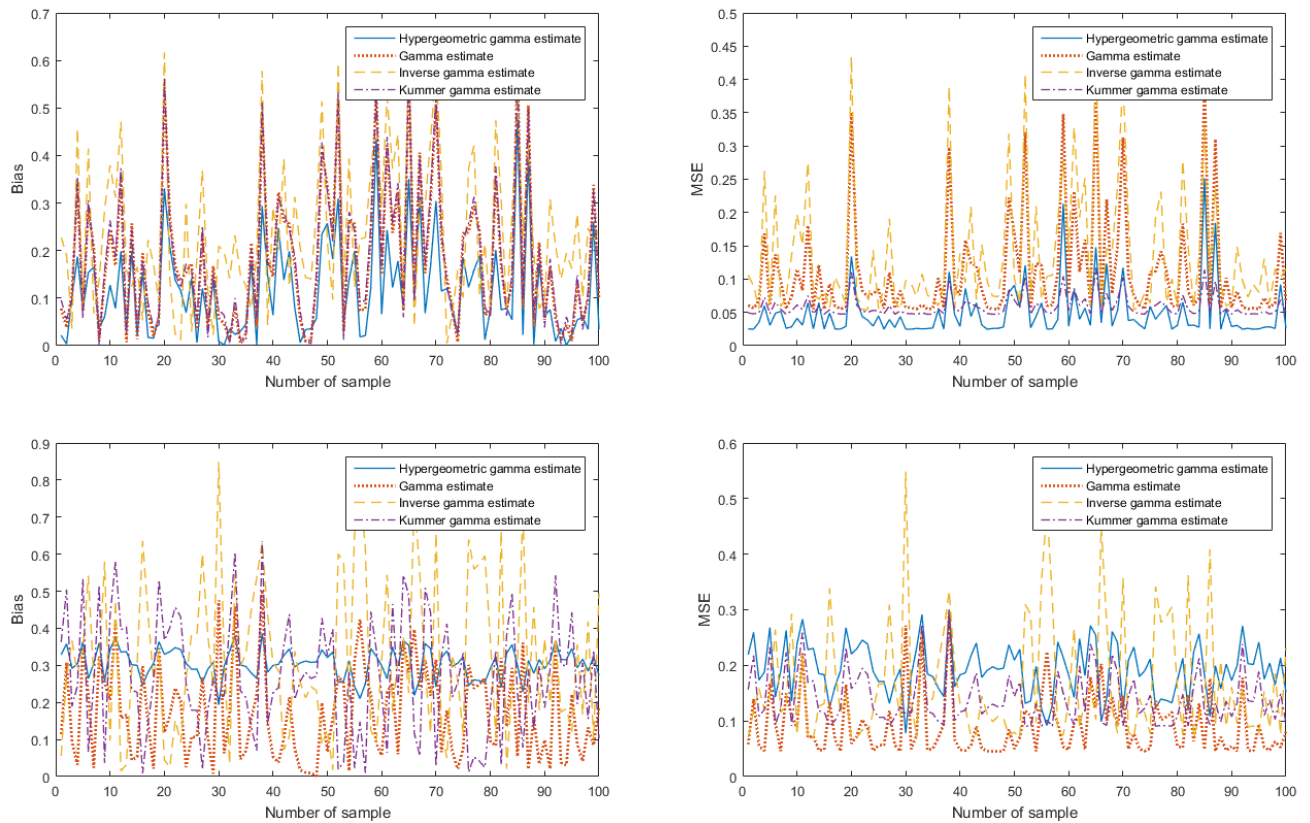 0.7
0.6
0.5
0.4
0.3
0.2
0.1
0
Bias
0 10 20 30 40 50 60 70 80 90 100
Number of sample
Hypergeometric gamma estimate
Gamma estimate
Inverse gamma estimate
Kummer gamma estimate
0.5
0.45
0.4
0.35
0.3
0.25
0.2
0.15
0.1
0.05
0
MSE
0 10 20 30 40 50 60 70 80 90 100
Number of sample
Hypergeometric gamma estimate
Gamma estimate
Inverse gamma estimate
Kummer gamma estimate
0.9
0.8
0.7
0.6
0.5
0.4
0.3
0.2
0.1
0
Bias
0 10 20 30 40 50 60 70 80 90 100
Number of sample
Hypergeometric gamma estimate
Gamma estimate
Inverse gamma estimate
Kummer gamma estimate
0.6
0.5
0.4
0.3
0.2
0.1
0
MSE
0 10 20 30 40 50 60 70 80 90 100
Number of sample
Hypergeometric gamma estimate
Gamma estimate
Inverse gamma estimate
Kummer gamma estimate